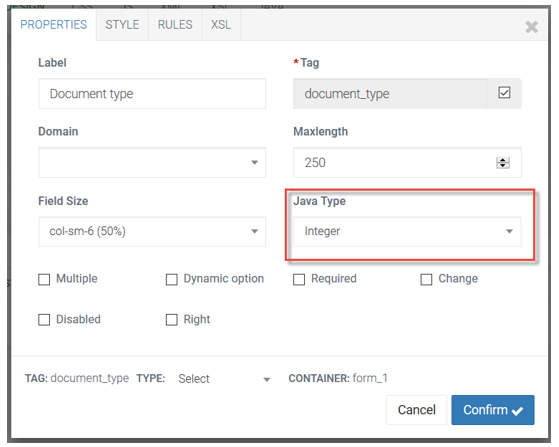 PROPERTIES STYLE RULES XSL
Label *Tag
Document type document_type
Domain Maxlength
250
Field Size Java Type
col-sm-6 (50%) Integer
Multiple Dynamic option Required Change
Disabled Right
TAG: document_type TYPE: Select CONTAINER: form_1
Cancel Confirm